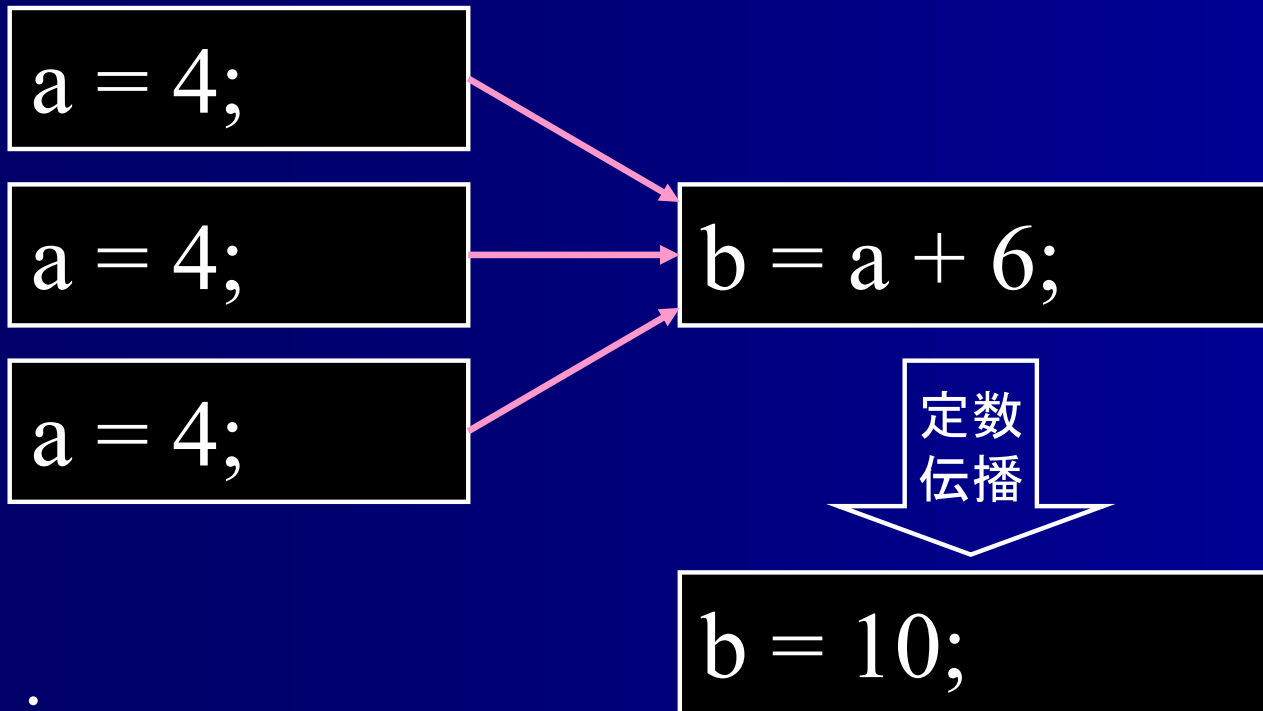 a = 4;
a = 4;
a = 4;
b = a + 6;
定数
伝播
b = 10;
.